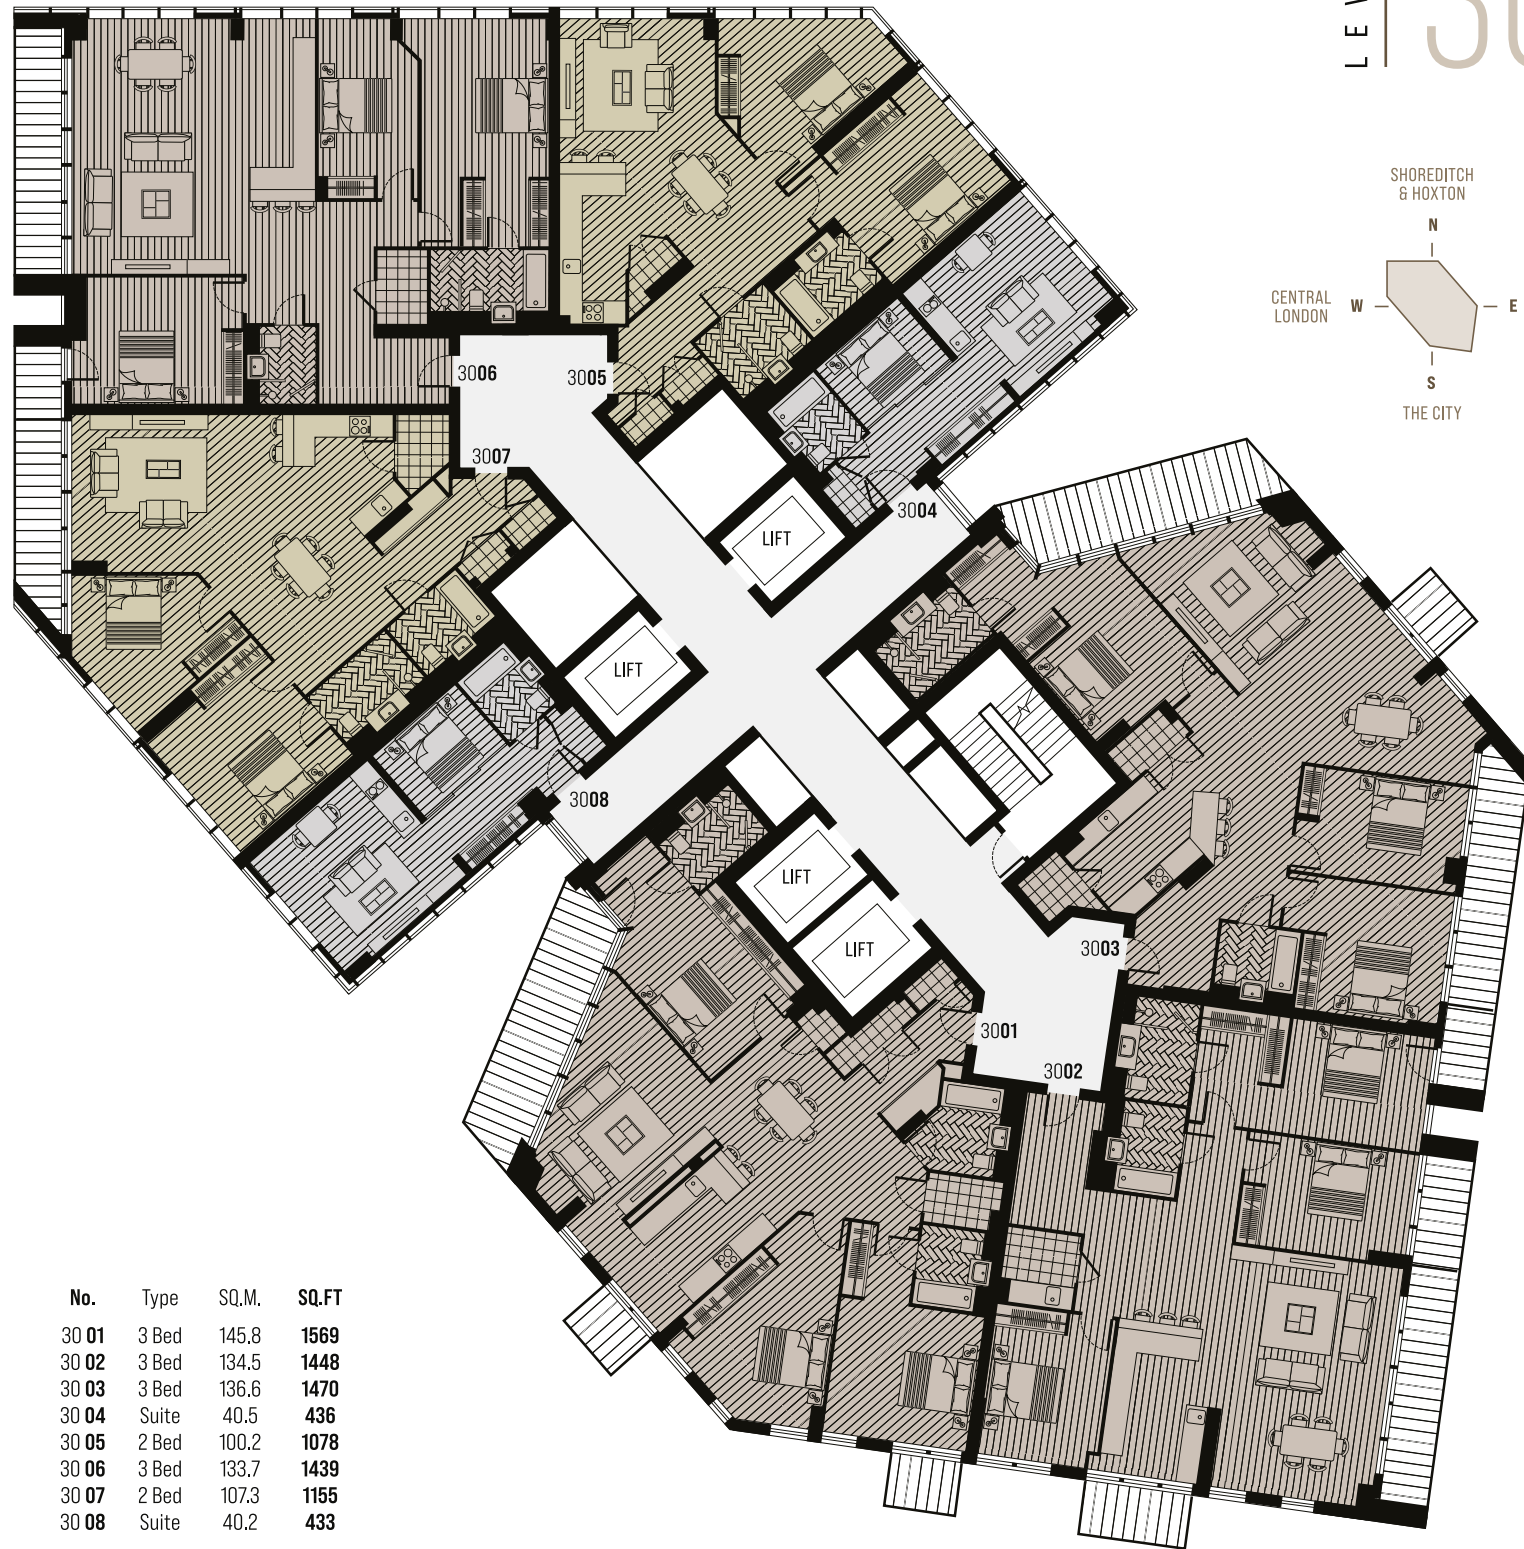 LEV
30
SHOREDITCH
& HOXTON
N
CENTRAL
LONDON
W
E
S
THE CITY
3006
3005
3007
3004
LIFT
LIFT
3008
LIFT
LIFT
3003
3001
3002
No. Type SQ.M. SQ.FT
30 01 3 Bed 145.8 1569
30 02 3 Bed 134.5 1448
30 03 3 Bed 136.6 1470
30 04 Suite 40.5 436
30 05 2 Bed 100.2 1078
30 06 3 Bed 133.7 1439
30 07 2 Bed 107.3 1155
30 08 Suite 40.2 433